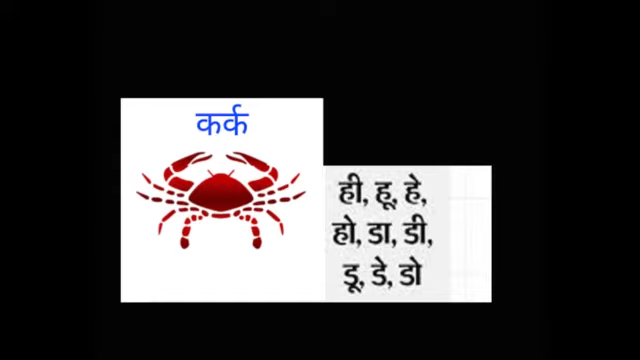 कर्क
ही, हू, हे,
हो, डा, डी,
डू, डे, डो